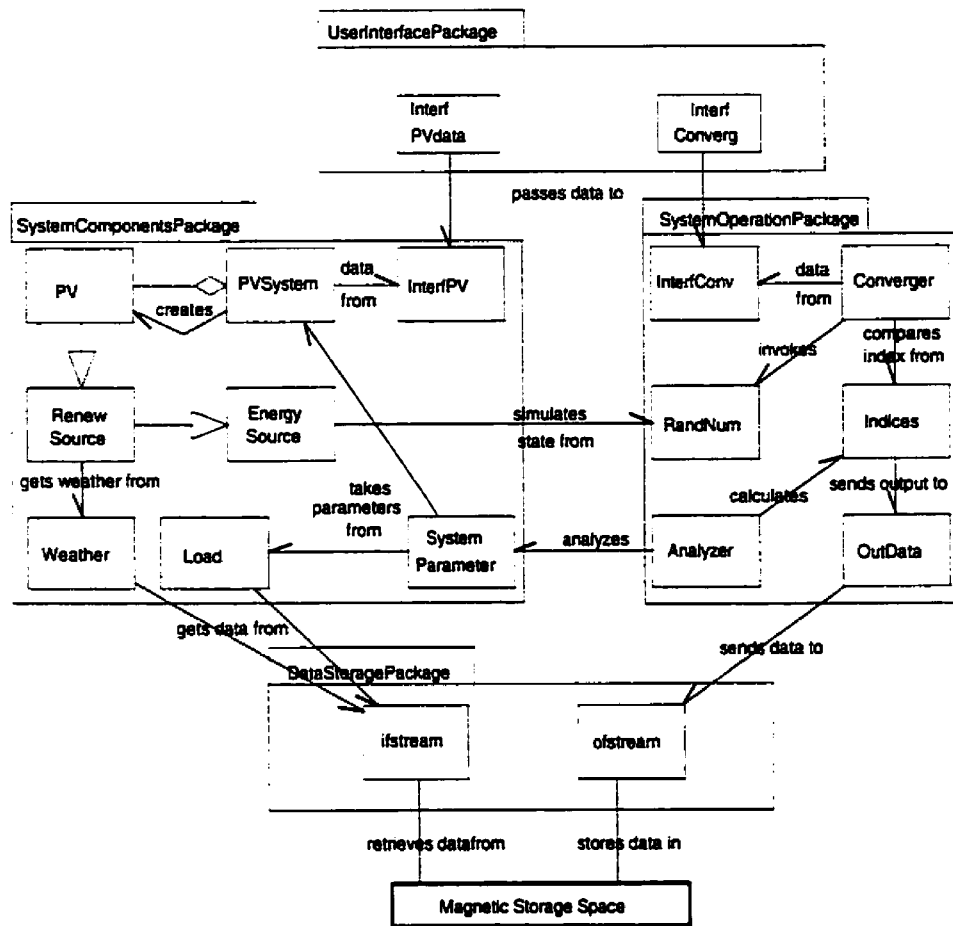 UserInterfacePackage
Interf
PVdata
Interf
Converg
passes data to
SystemComponentsPackage
SystemOperationPackage
PV
PVSystem
data
from
InterfPV
creates
InterfConv
data
from
Converger
invokes
compares
index from
Renew
Source
Energy
Source
simulates
state from
RandNum
Indices
gets weather from
takes
parameters
from
calculates
sends output to
Weather
Load
System
Parameter
analyzes
Analyzer
OutData
gets data from
sends data to
DataStoragePackage
ifstream
ofstream
retrieves datafrom
stores data in
Magnetic Storage Space